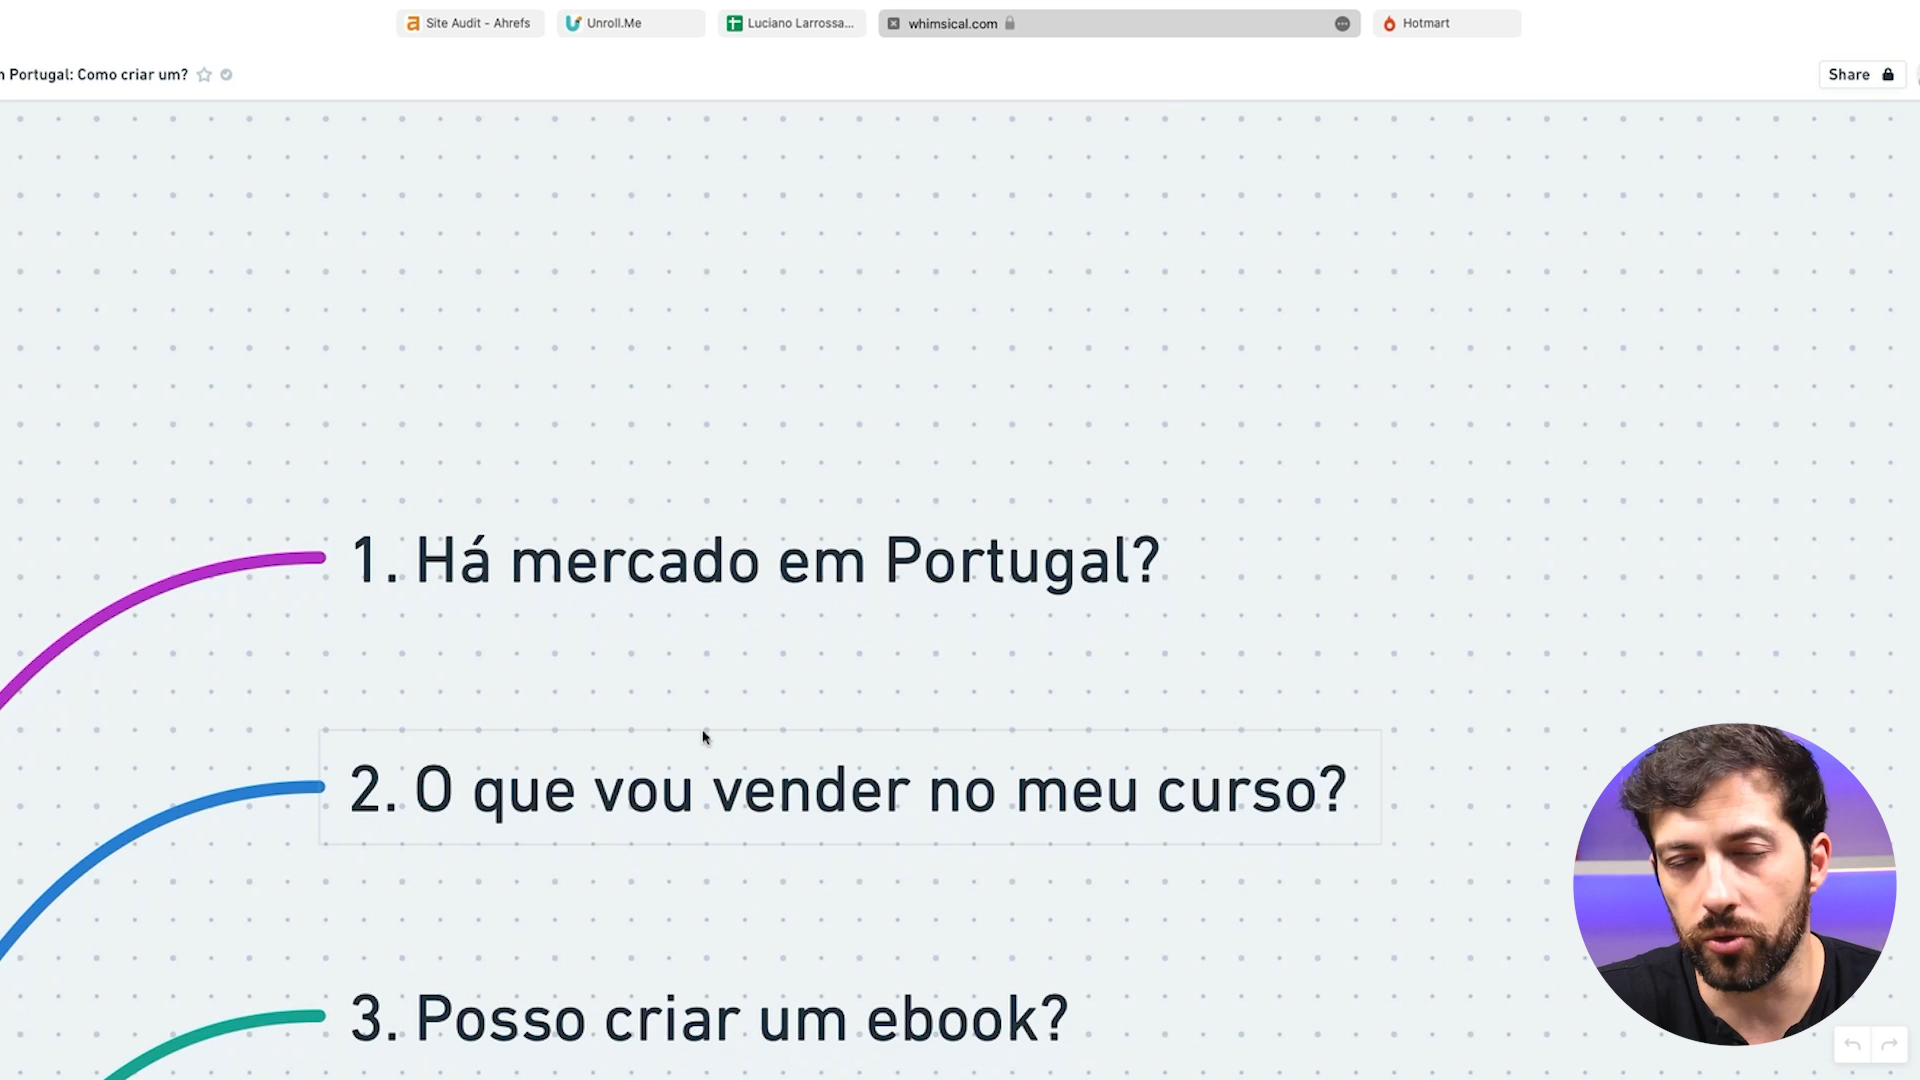 Site Audit - Ahrefs
Unroll.Me
Luciano Larrossa...
whimsical.com
Hotmart
Portugal: Como criar um?
Share
1. Há mercado em Portugal?
2. O que vou vender no meu curso?
3. Posso criar um ebook?